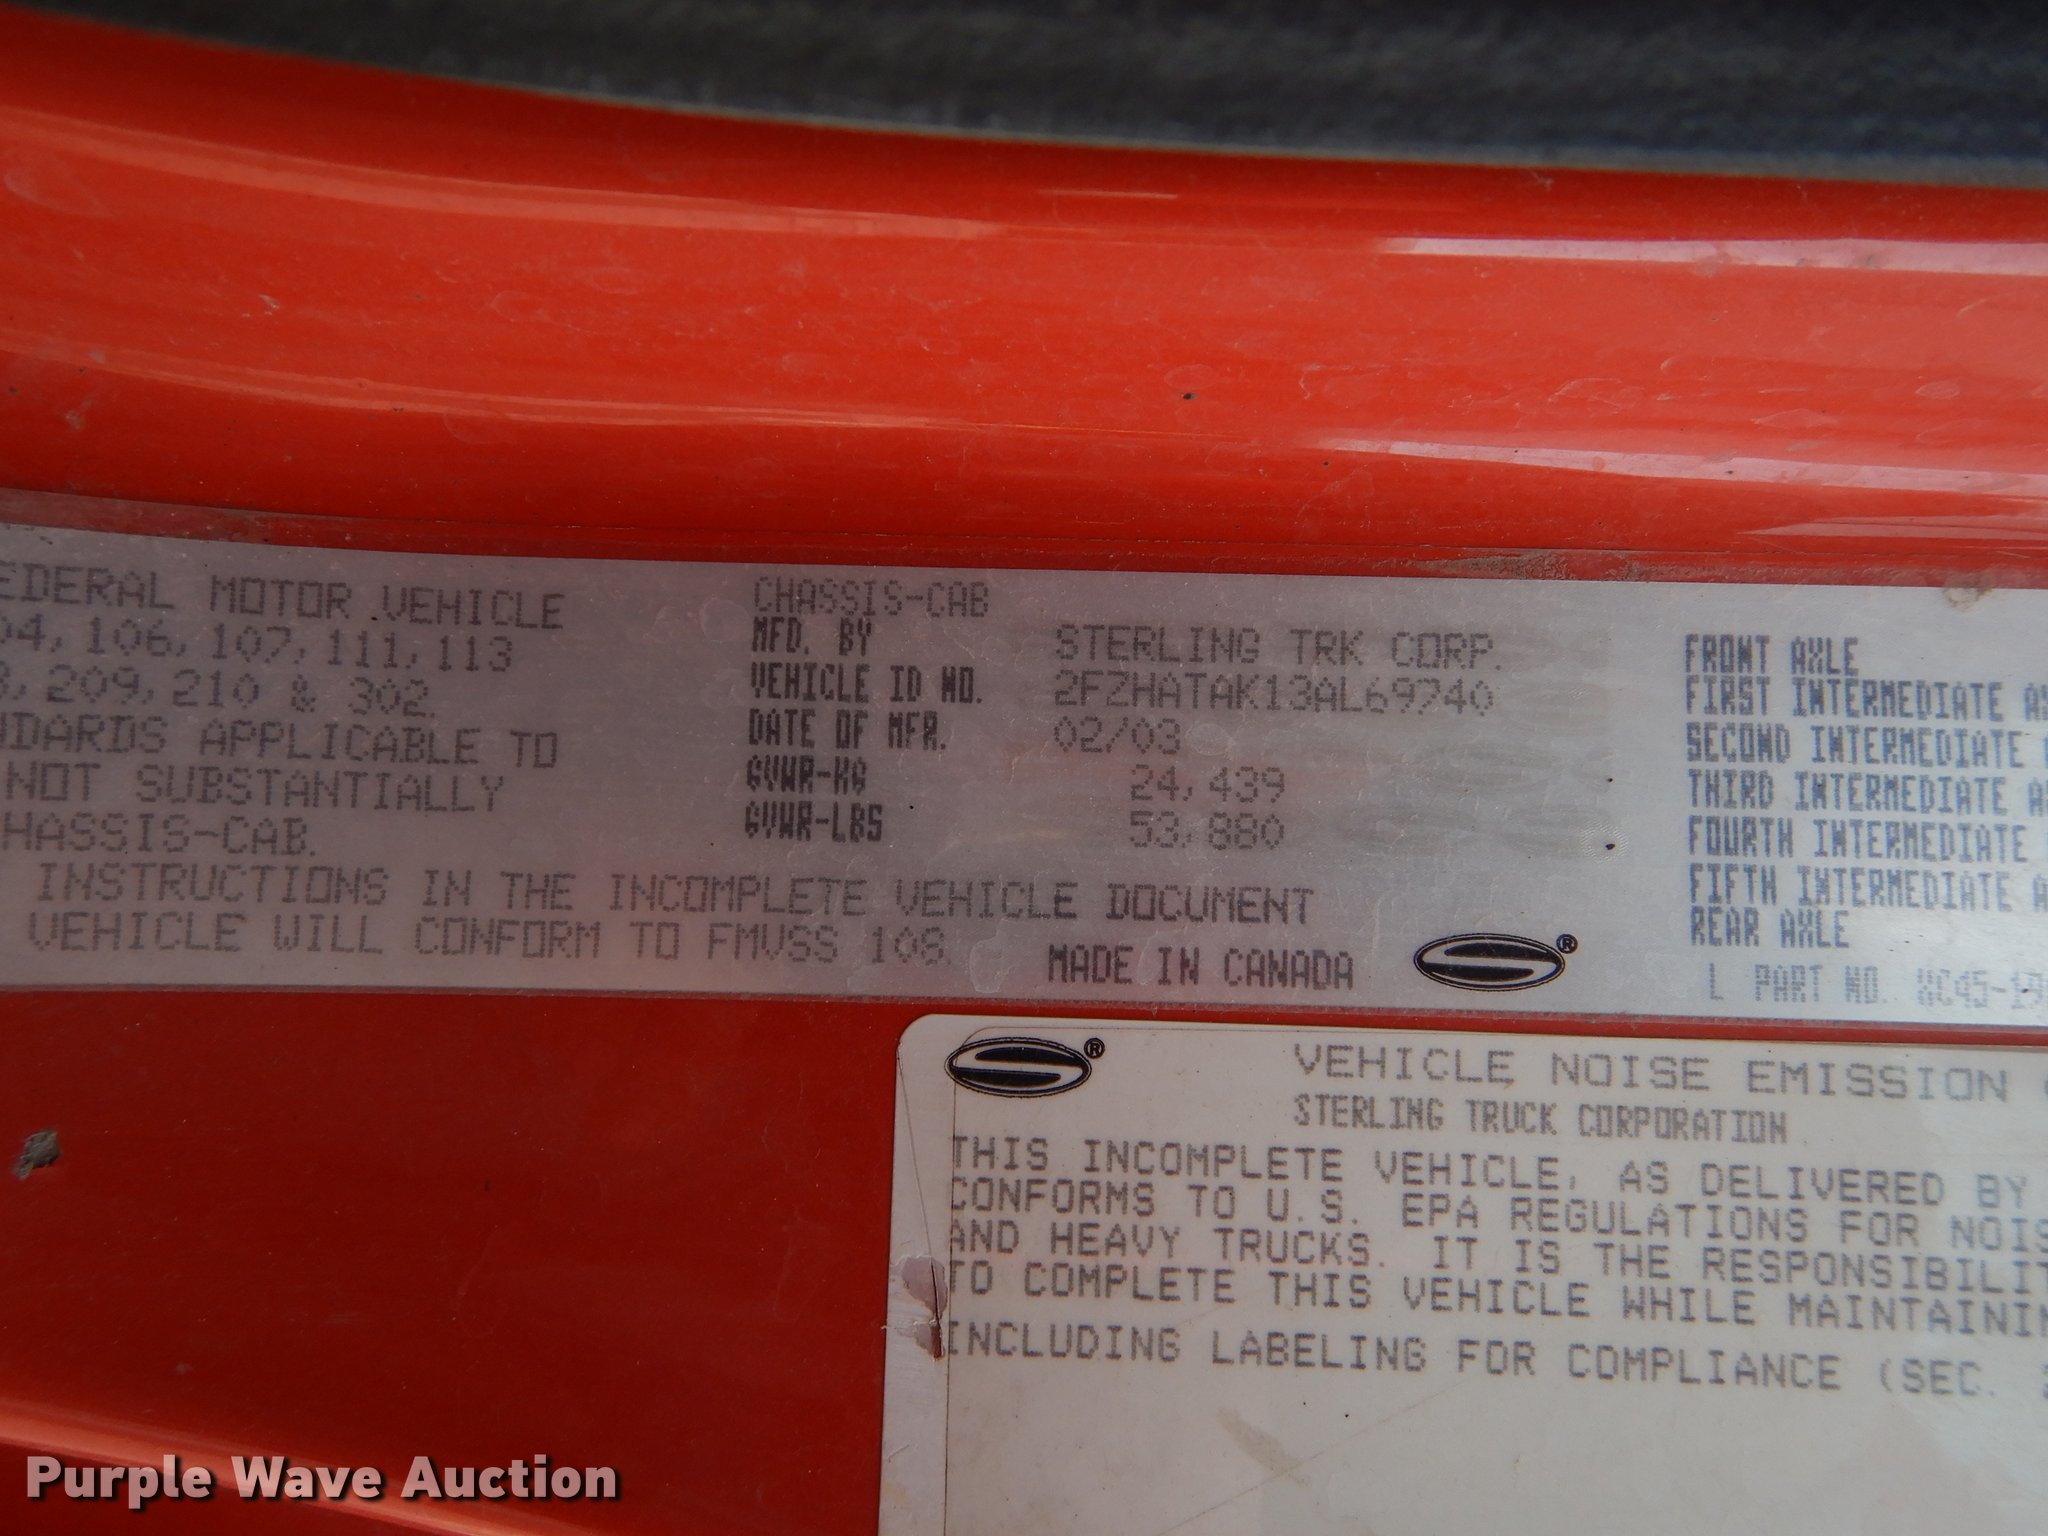 EDERAL MOTOR VEHICLE
04, 106, 107, 111, 113
8, 209, 210 & 302.
NDARDS APPLICABLE TO
NOT SUBSTANTIALLY
HASSIS-CAB.
INSTRUCTIONS IN THE INCOMPLETE VEHICLE DOCUMENT
VEHICLE WILL CONFORM TO FMVSS 108.
CHASSIS-CAB
MFD. BY STERLING TRK CORP.
VEHICLE ID NO. 2FZHATAK13AL69740
DATE OF MFR. 02/03
GVWR-KG 24,439
GVWR-LBS 53,880
MADE IN CANADA
S®
FRONT AXLE
FIRST INTERMEDIATE A
SECOND INTERMEDIATE
THIRD INTERMEDIATE A
FOURTH INTERMEDIATE
FIFTH INTERMEDIATE A
REAR AXLE
L PART NO.
S®
VEHICLE NOISE EMISSION
STERLING TRUCK CORPORATION
THIS INCOMPLETE VEHICLE, AS DELIVERED BY
CONFORMS TO U.S. EPA REGULATIONS FOR NOIS
AND HEAVY TRUCKS. IT IS THE RESPONSIBILIT
TO COMPLETE THIS VEHICLE WHILE MAINTAININ
INCLUDING LABELING FOR COMPLIANCE (SEC.
Purple Wave Auction